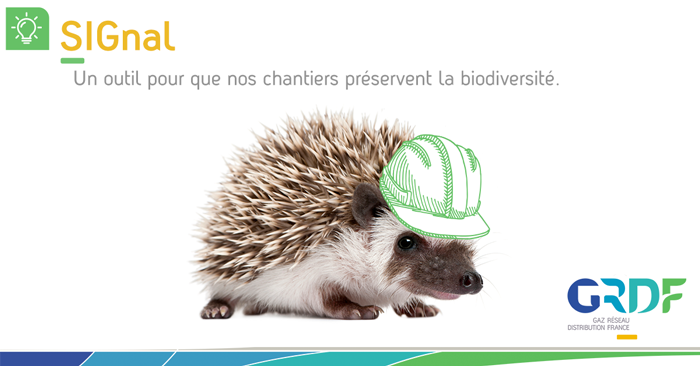 SIGnal
Un outil pour que nos chantiers préservent la biodiversité.
GRDF
GAZ RÉSEAU
DISTRIBUTION FRANCE